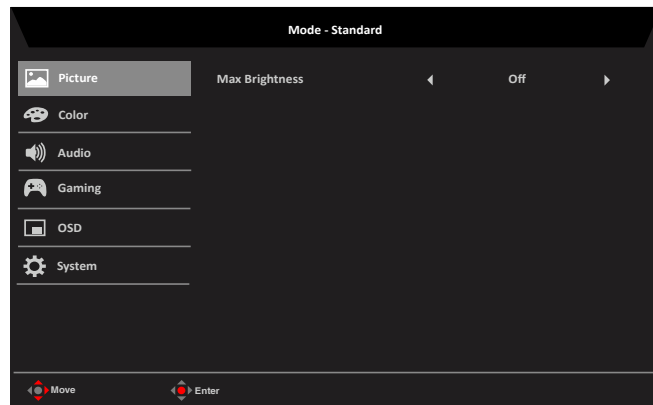 Mode - Standard
Picture
Max Brightness Off
Color
Audio
Gaming
OSD
System
Move Enter